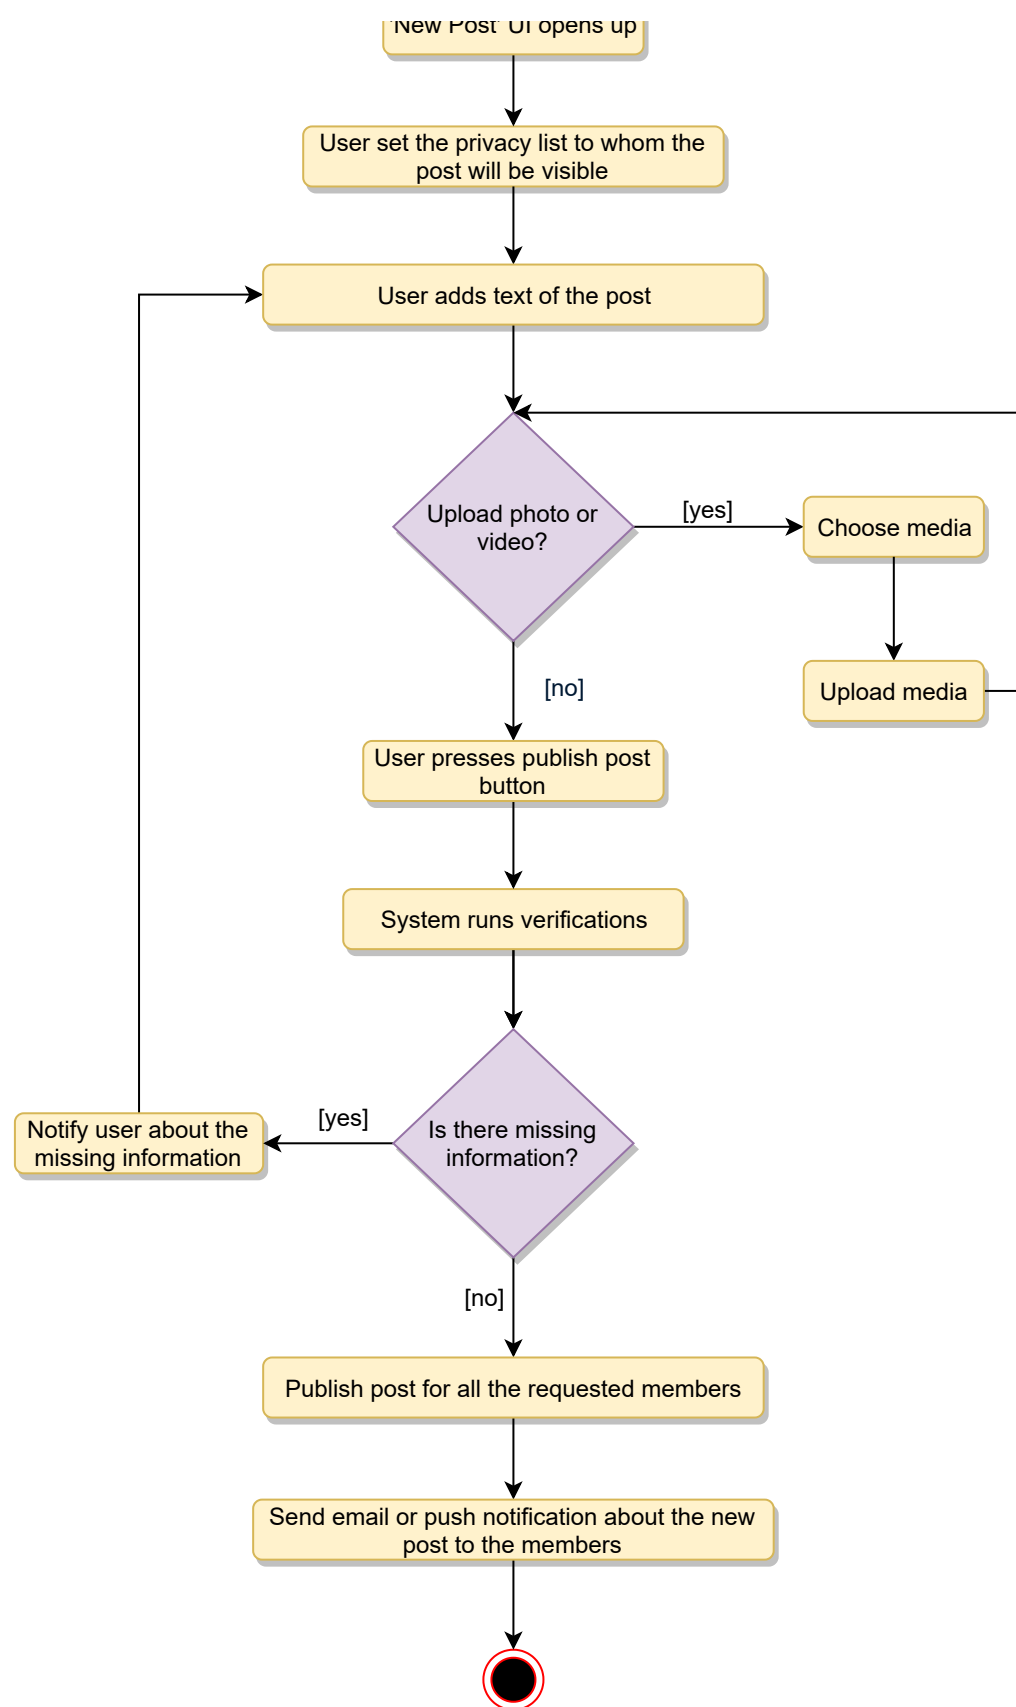 'New Post' UI opens up
User set the privacy list to whom the
post will be visible
User adds text of the post
Upload photo or
video?
[yes]
Choose media
Upload media
[no]
User presses publish post
button
System runs verifications
Is there missing
information?
[yes]
Notify user about the
missing information
[no]
Publish post for all the requested members
Send email or push notification about the new
post to the members